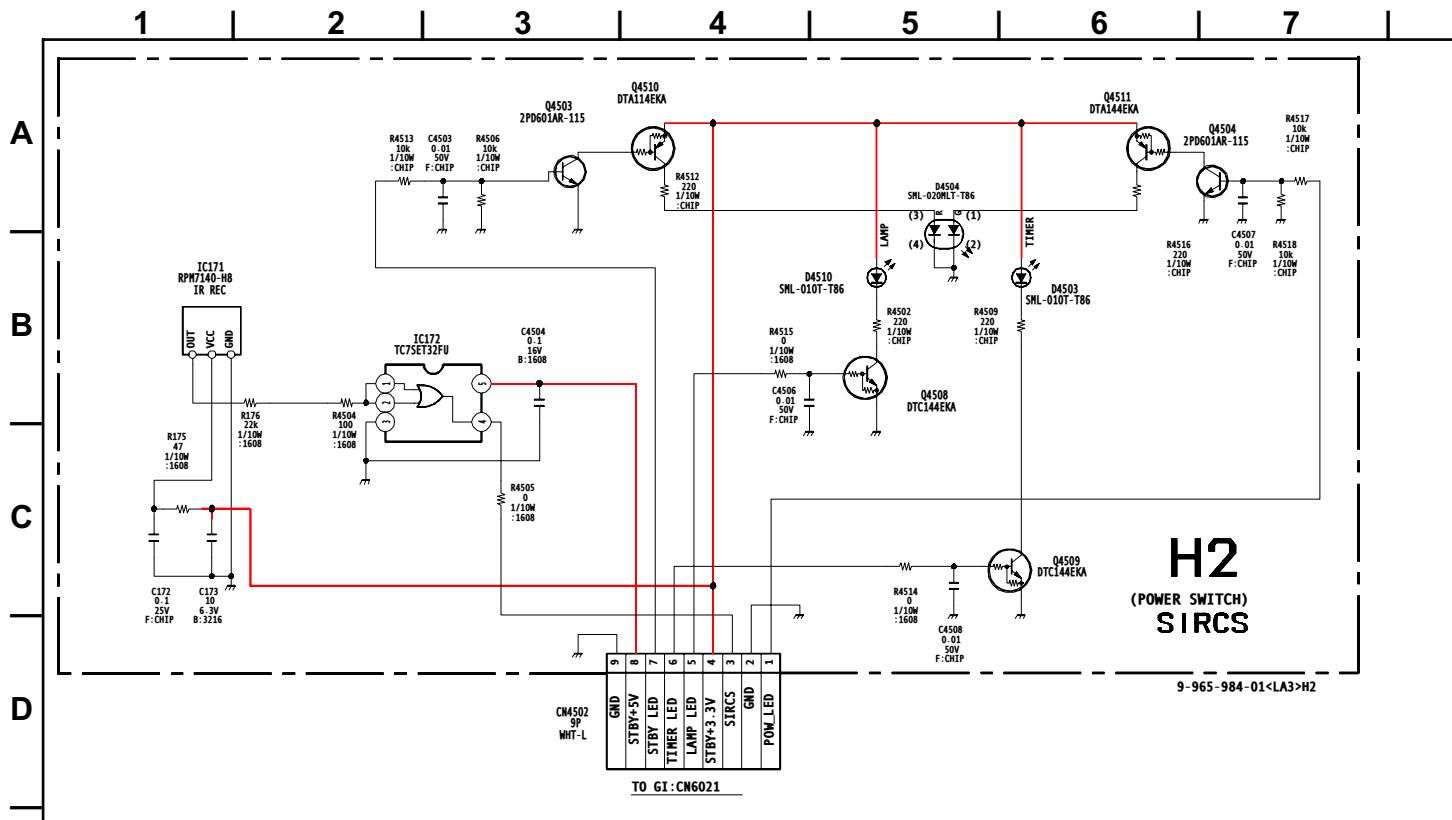 1 2 3 4 5 6 7
A
B
C
D
Q4510
DTA114EKA
Q4503
2PD601AR-115
R4513
10k
1/10W
:CHIP
C4503
0.01
50V
F:CHIP
R4506
10k
1/10W
:CHIP
R4512
220
1/10W
:CHIP
Q4511
DTA144EKA
Q4504
2PD601AR-115
R4517
10k
1/10W
:CHIP
D4504
SML-020MLT-T86
(3) R G (1)
(4) (2)
LAMP
TIMER
C4507
0.01
50V
F:CHIP
R4516
220
1/10W
:CHIP
R4518
10k
1/10W
:CHIP
D4510
SML-010T-T86
D4503
SML-010T-T86
IC171
RPM7140-H8
IR REC
OUT
VCC
GND
IC172
TC7SET32FU
1
2
3
5
4
C4504
0.1
16V
B:1608
R4515
0
1/10W
:1608
R4502
220
1/10W
:CHIP
R4509
220
1/10W
:CHIP
C4506
0.01
50V
F:CHIP
Q4508
DTC144EKA
R176
22k
1/10W
:1608
R4504
100
1/10W
:1608
R175
47
1/10W
:1608
R4505
0
1/10W
:1608
C172
0.1
25V
F:CHIP
C173
10
6.3V
B:3216
Q4509
DTC144EKA
R4514
0
1/10W
:1608
C4508
0.01
50V
F:CHIP
H2
(POWER SWITCH)
SIRCS
9-965-984-01<LA3>H2
CN4502
9P
WHT-L
9 GND
8 STBY+5V
7 STBY LED
6 TIMER LED
5 LAMP LED
4 STBY+3.3V
3 SIRCS
2 GND
1 POW_LED
TO GI:CN6021